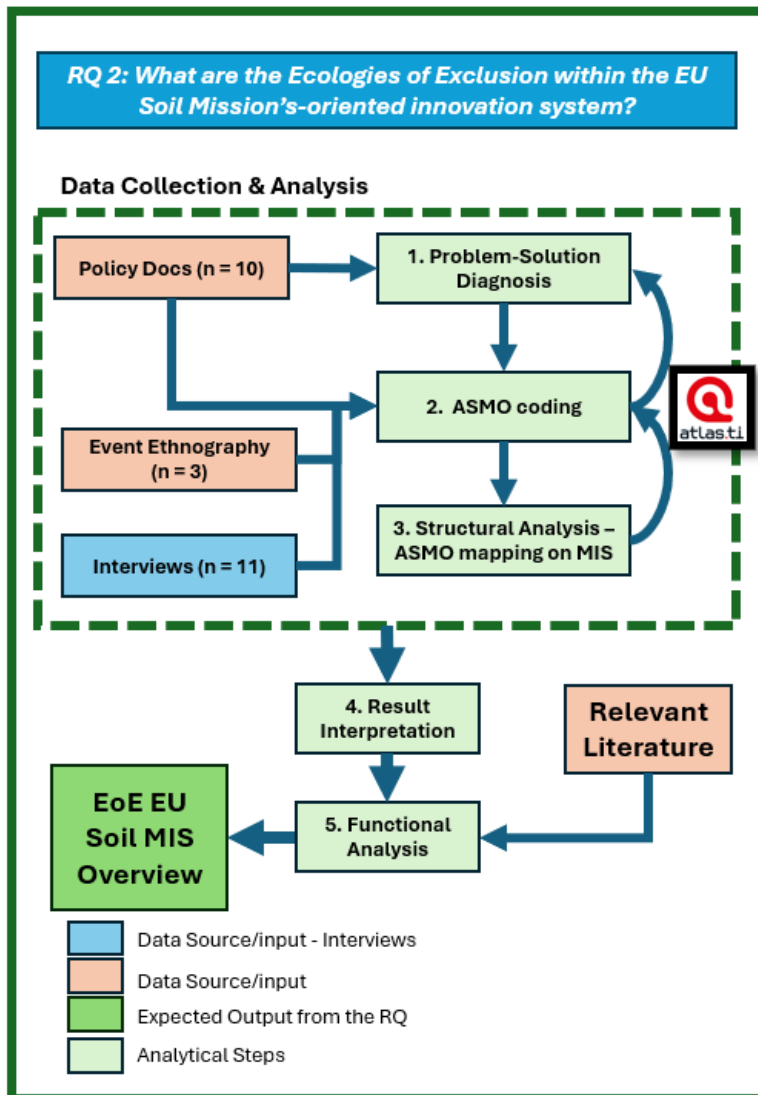 RQ 2: What are the Ecologies of Exclusion within the EU
Soil Mission's-oriented innovation system?
Data Collection & Analysis
Policy Docs (n = 10)
1. Problem-Solution
Diagnosis
2. ASMO coding
atlas.ti
Event Ethnography
(n = 3)
Interviews (n = 11)
3. Structural Analysis –
ASMO mapping on MIS
4. Result
Interpretation
Relevant
Literature
EoE EU
Soil MIS
Overview
5. Functional
Analysis
Data Source/input - Interviews
Data Source/input
Expected Output from the RQ
Analytical Steps